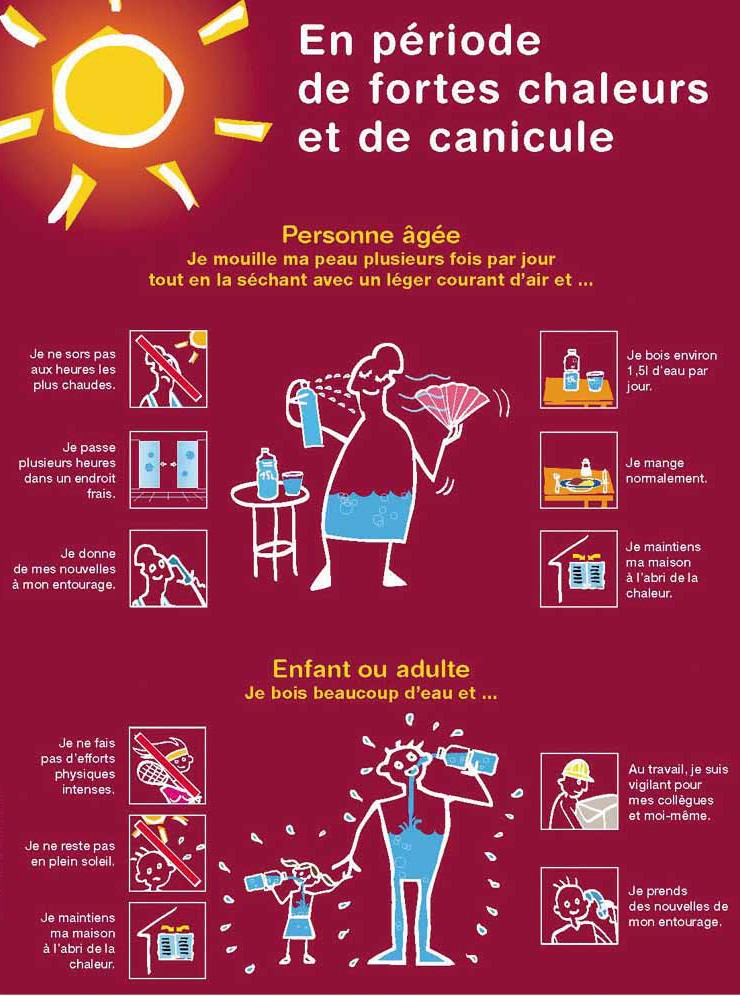 En période
de fortes chaleurs
et de canicule
Personne âgée
Je mouille ma peau plusieurs fois par jour
tout en la séchant avec un léger courant d'air et ...
Je ne sors pas
aux heures les
plus chaudes.
Je passe
plusieurs heures
dans un endroit
frais.
Je donne
de mes nouvelles
à mon entourage.
Je bois environ
1,5l d'eau par
jour.
Je mange
normalement.
Je maintiens
ma maison
à l'abri de la
chaleur.
Enfant ou adulte
Je bois beaucoup d'eau et ...
Je ne fais
pas d'efforts
physiques
intenses.
Je ne reste pas
en plein soleil.
Je maintiens
ma maison
à l'abri de la
chaleur.
Au travail, je suis
vigilant pour
mes collègues
et moi-même.
Je prends
des nouvelles de
mon entourage.